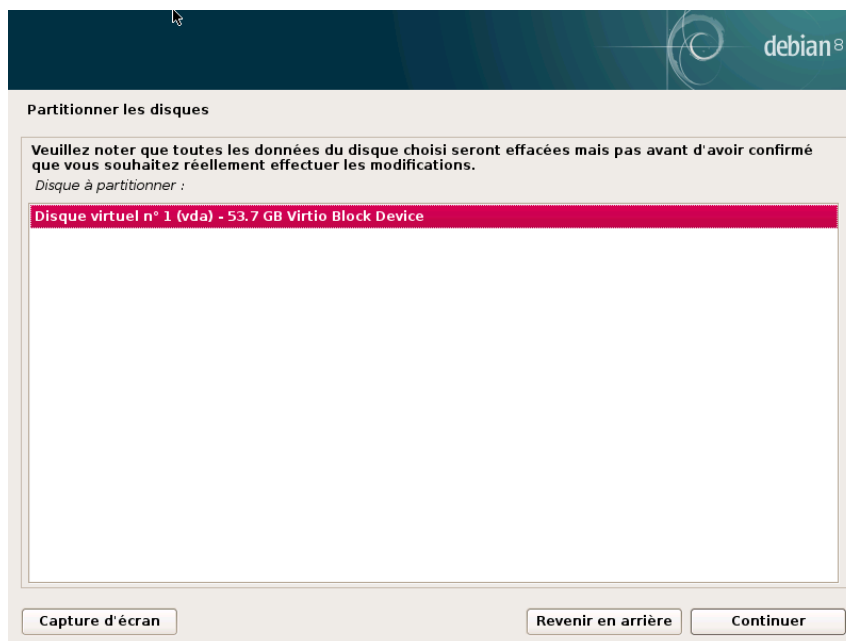 debian 8
Partitionner les disques
Veuillez noter que toutes les données du disque choisi seront effacées mais pas avant d'avoir confirmé
que vous souhaitez réellement effectuer les modifications.
Disque à partitionner :
Disque virtuel n° 1 (vda) - 53.7 GB Virtio Block Device
Capture d'écran
Revenir en arrière
Continuer